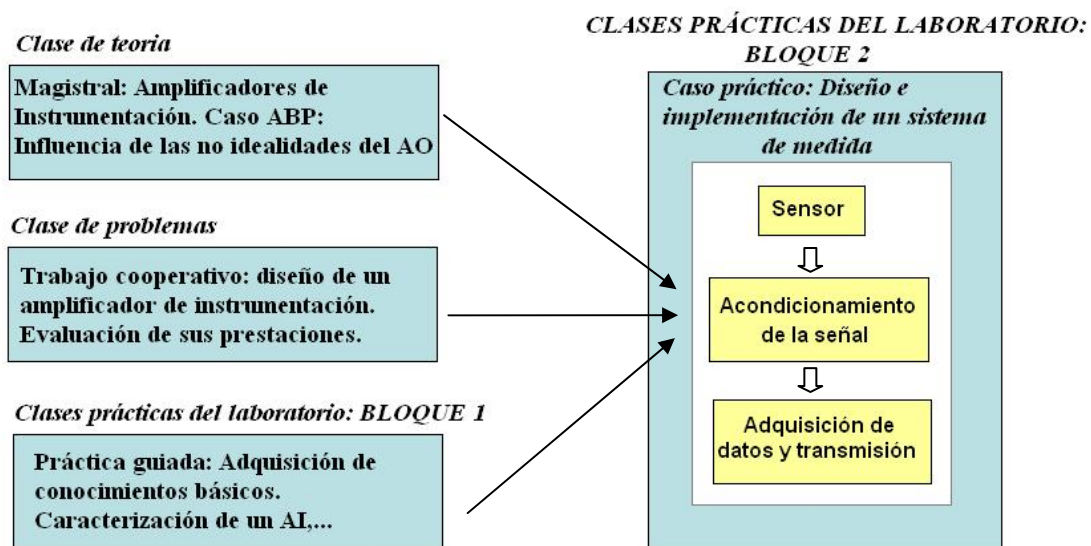 Clase de teoria
Magistral: Amplificadores de
Instrumentación. Caso ABP:
Influencia de las no idealidades del AO
Clase de problemas
Trabajo cooperativo: diseño de un
amplificador de instrumentación.
Evaluación de sus prestaciones.
Clases prácticas del laboratorio: BLOQUE 1
Práctica guiada: Adquisición de
conocimientos básicos.
Caracterización de un AI,...
CLASES PRÁCTICAS DEL LABORATORIO:
BLOQUE 2
Caso práctico: Diseño e
implementación de un sistema
de medida
Sensor
Acondicionamiento
de la señal
Adquisición de
datos y transmisión